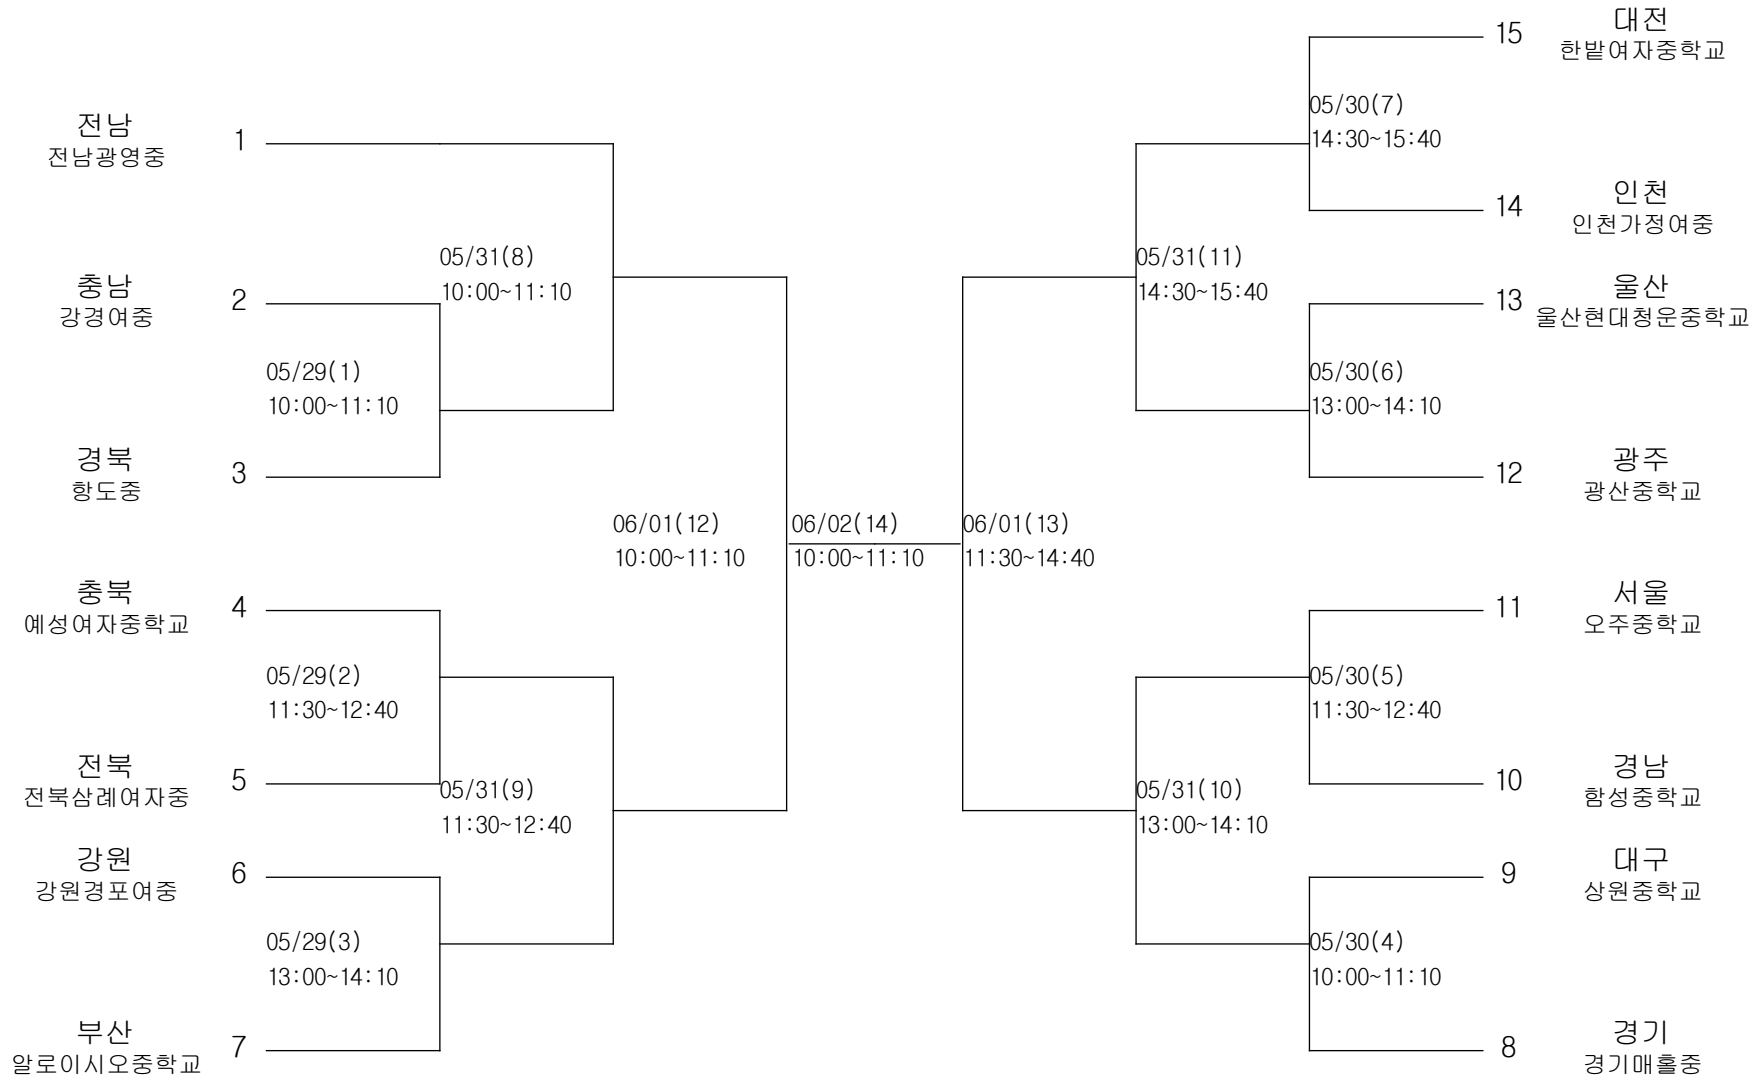 전남
전남광영중
1
충남
강경여중
2
경북
항도중
3
충북
예성여자중학교
4
전북
전북삼례여자중
5
강원
강원경포여중
6
부산
알로이시오중학교
7
05/29(1)
10:00~11:10
05/29(2)
11:30~12:40
05/29(3)
13:00~14:10
05/31(8)
10:00~11:10
05/31(9)
11:30~12:40
06/01(12)
10:00~11:10
06/02(14)
10:00~11:10
06/01(13)
11:30~14:40
05/31(11)
14:30~15:40
05/31(10)
13:00~14:10
05/30(7)
14:30~15:40
05/30(6)
13:00~14:10
05/30(5)
11:30~12:40
05/30(4)
10:00~11:10
15
대전
한밭여자중학교
14
인천
인천가정여중
13
울산
울산현대청운중학교
12
광주
광산중학교
11
서울
오주중학교
10
경남
함성중학교
9
대구
상원중학교
8
경기
경기매홀중